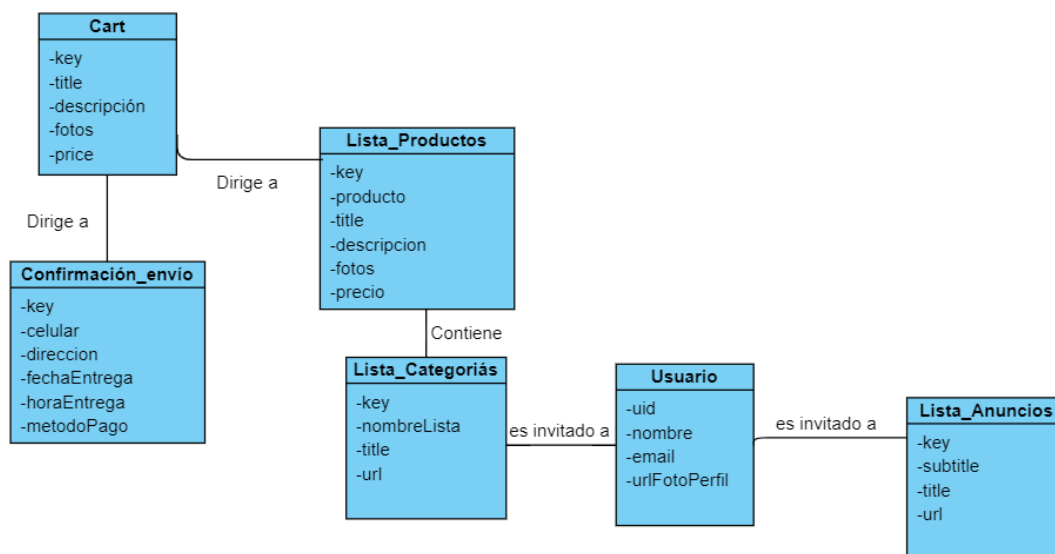 Cart
-key
-title
-descripción
-fotos
-price
Dirige a
Lista_Productos
-key
-producto
-title
-descripcion
-fotos
-precio
Dirige a
Confirmación_envío
-key
-celular
-direccion
-fechaEntrega
-horaEntrega
-metodoPago
Contiene
Lista_Categoriás
-key
-nombreLista
-title
-url
es invitado a
Usuario
-uid
-nombre
-email
-urlFotoPerfil
es invitado a
Lista_Anuncios
-key
-subtitle
-title
-url